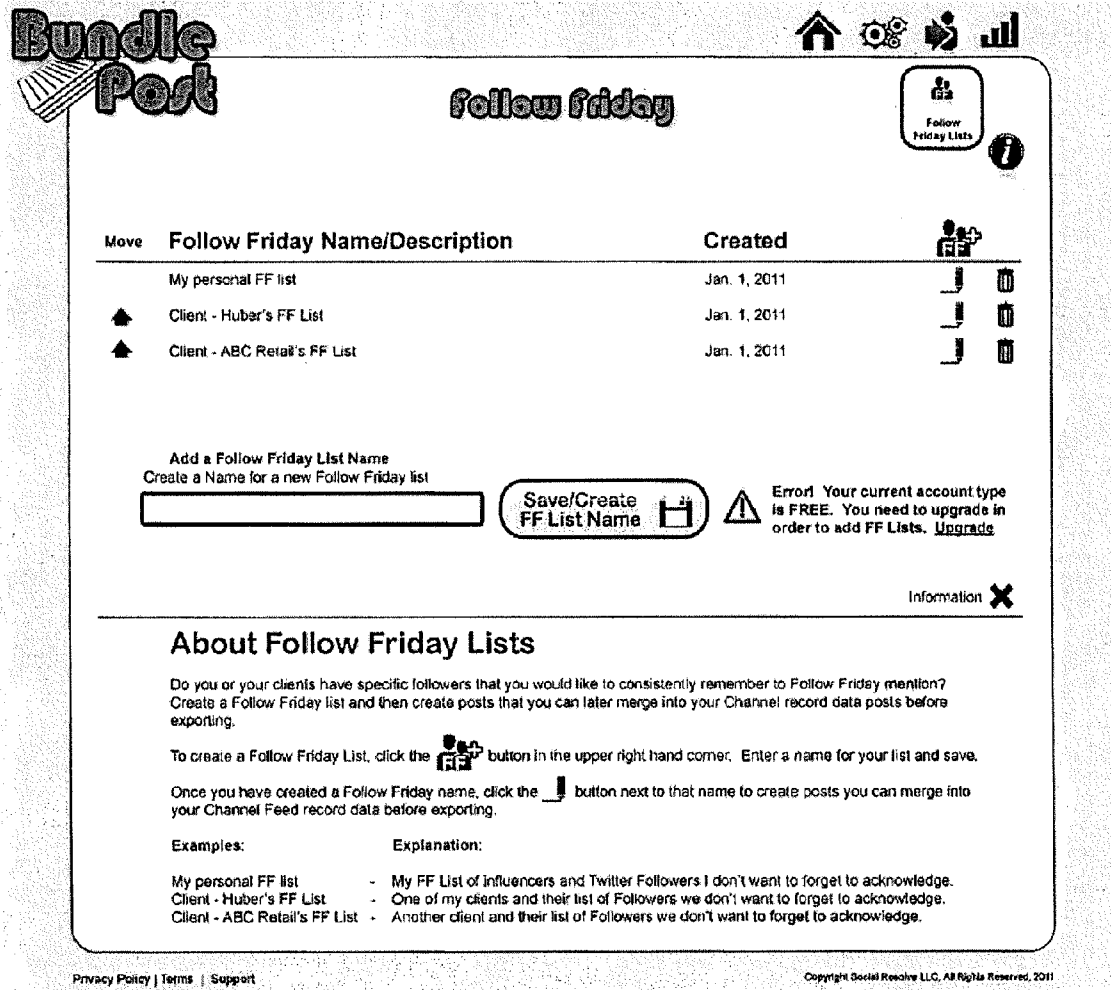 Bundle
Post
Follow Friday
Follow
Friday Lists
i
Move Follow Friday Name/Description Created FF
My personal FF list Jan. 1, 2011
Client - Huber's FF List Jan. 1, 2011
Client - ABC Retail's FF List Jan. 1, 2011
Add a Follow Friday List Name
Create a Name for a new Follow Friday list
Save/Create
FF List Name
Error! Your current account type
is FREE. You need to upgrade in
order to add FF Lists. Upgrade
Information
About Follow Friday Lists
Do you or your clients have specific followers that you would like to consistently remember to Follow Friday mention?
Create a Follow Friday list and then create posts that you can later merge into your Channel record data posts before
exporting.
To create a Follow Friday List, click the FF button in the upper right hand corner. Enter a name for your list and save.
Once you have created a Follow Friday name, click the button next to that name to create posts you can merge into
your Channel Feed record data before exporting.
Examples: Explanation:
My personal FF list - My FF List of influencers and Twitter Followers I don't want to forget to acknowledge.
Client - Huber's FF List - One of my clients and their list of Followers we don't want to forget to acknowledge.
Client - ABC Retail's FF List - Another client and their list of Followers we don't want to forget to acknowledge.
Privacy Policy | Terms | Support
Copyright Social Resolve LLC, All Rights Reserved, 2011